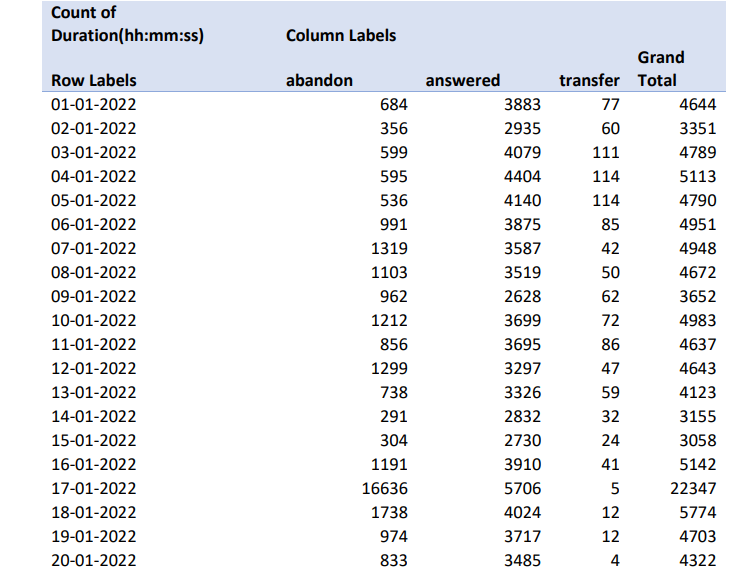 Count of
Duration(hh:mm:ss) Column Labels
Grand
Row Labels abandon answered transfer Total
01-01-2022 684 3883 77 4644
02-01-2022 356 2935 60 3351
03-01-2022 599 4079 111 4789
04-01-2022 595 4404 114 5113
05-01-2022 536 4140 114 4790
06-01-2022 991 3875 85 4951
07-01-2022 1319 3587 42 4948
08-01-2022 1103 3519 50 4672
09-01-2022 962 2628 62 3652
10-01-2022 1212 3699 72 4983
11-01-2022 856 3695 86 4637
12-01-2022 1299 3297 47 4643
13-01-2022 738 3326 59 4123
14-01-2022 291 2832 32 3155
15-01-2022 304 2730 24 3058
16-01-2022 1191 3910 41 5142
17-01-2022 16636 5706 5 22347
18-01-2022 1738 4024 12 5774
19-01-2022 974 3717 12 4703
20-01-2022 833 3485 4 4322